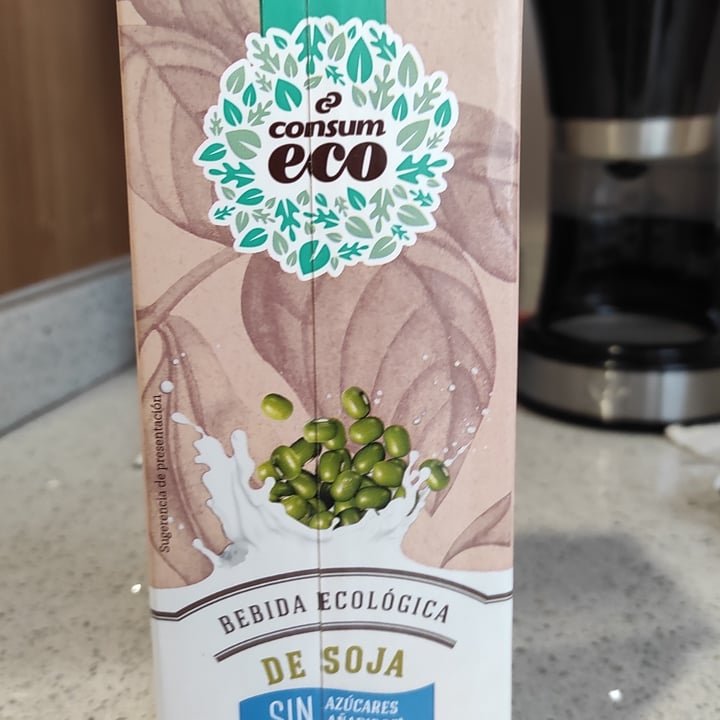 consum
eco
Sugerencia de presentación
BEBIDA ECOLÓGICA
DE SOJA
SIN
AZÚCARES